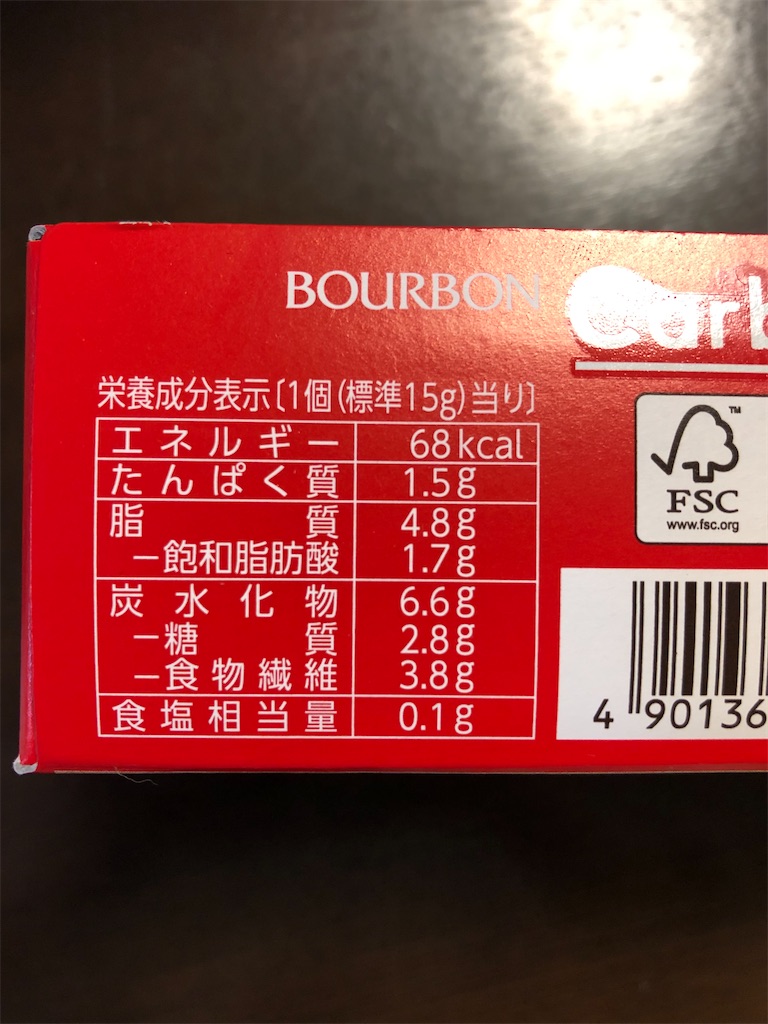 BOURBON
Carb
栄養成分表示〔1個(標準15g)当り〕
エネルギー 68kcal
たんぱく質 1.5g
脂質 4.8g
－飽和脂肪酸 1.7g
炭水化物 6.6g
－糖質 2.8g
－食物繊維 3.8g
食塩相当量 0.1g
TM
FSC
www.fsc.org
4 90136